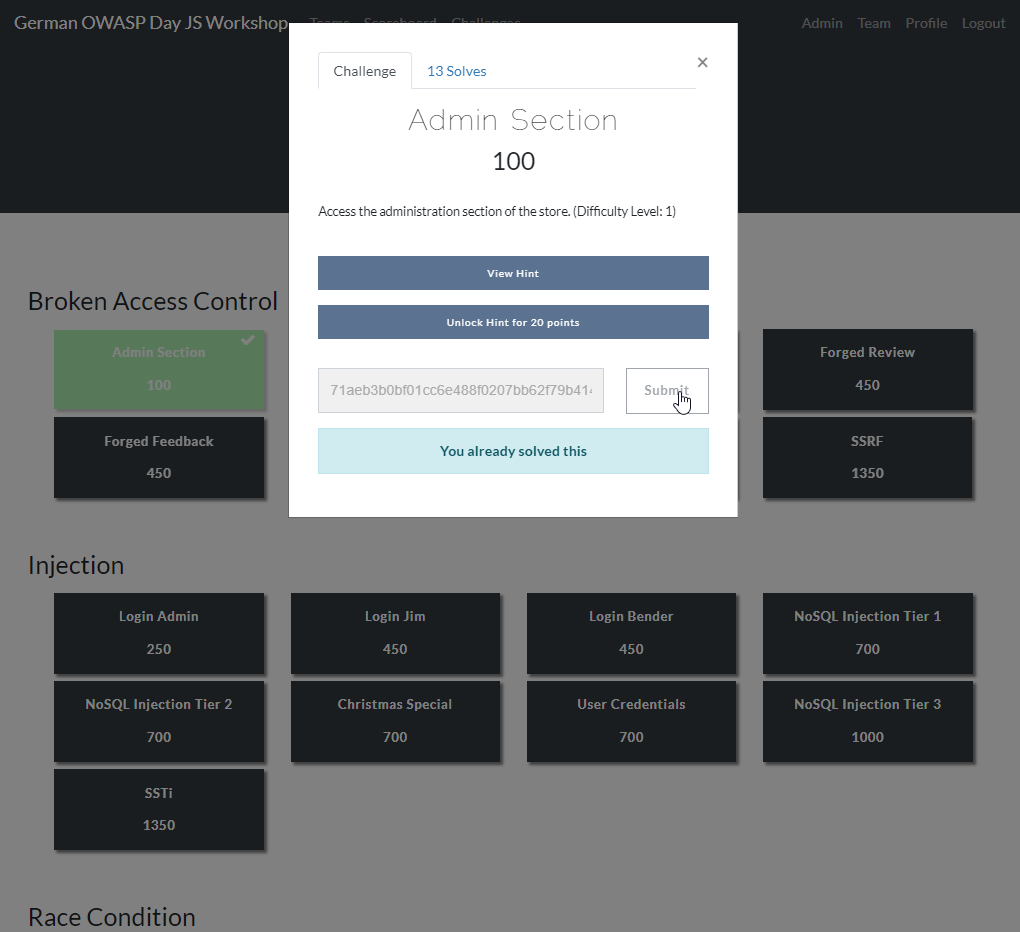 German OWASP Day JS Workshop Teams Scoreboard Challenges Admin Team Profile Logout
Challenge 13 Solves ×
Admin Section
100
Access the administration section of the store. (Difficulty Level: 1)
View Hint
Unlock Hint for 20 points
71aeb3b0bf01cc6e488f0207bb62f79b414 Submit
You already solved this
Broken Access Control
Admin Section
100
Forged Review
450
Forged Feedback
450
SSRF
1350
Injection
Login Admin
250
Login Jim
450
Login Bender
450
NoSQL Injection Tier 1
700
NoSQL Injection Tier 2
700
Christmas Special
700
User Credentials
700
NoSQL Injection Tier 3
1000
SSTi
1350
Race Condition